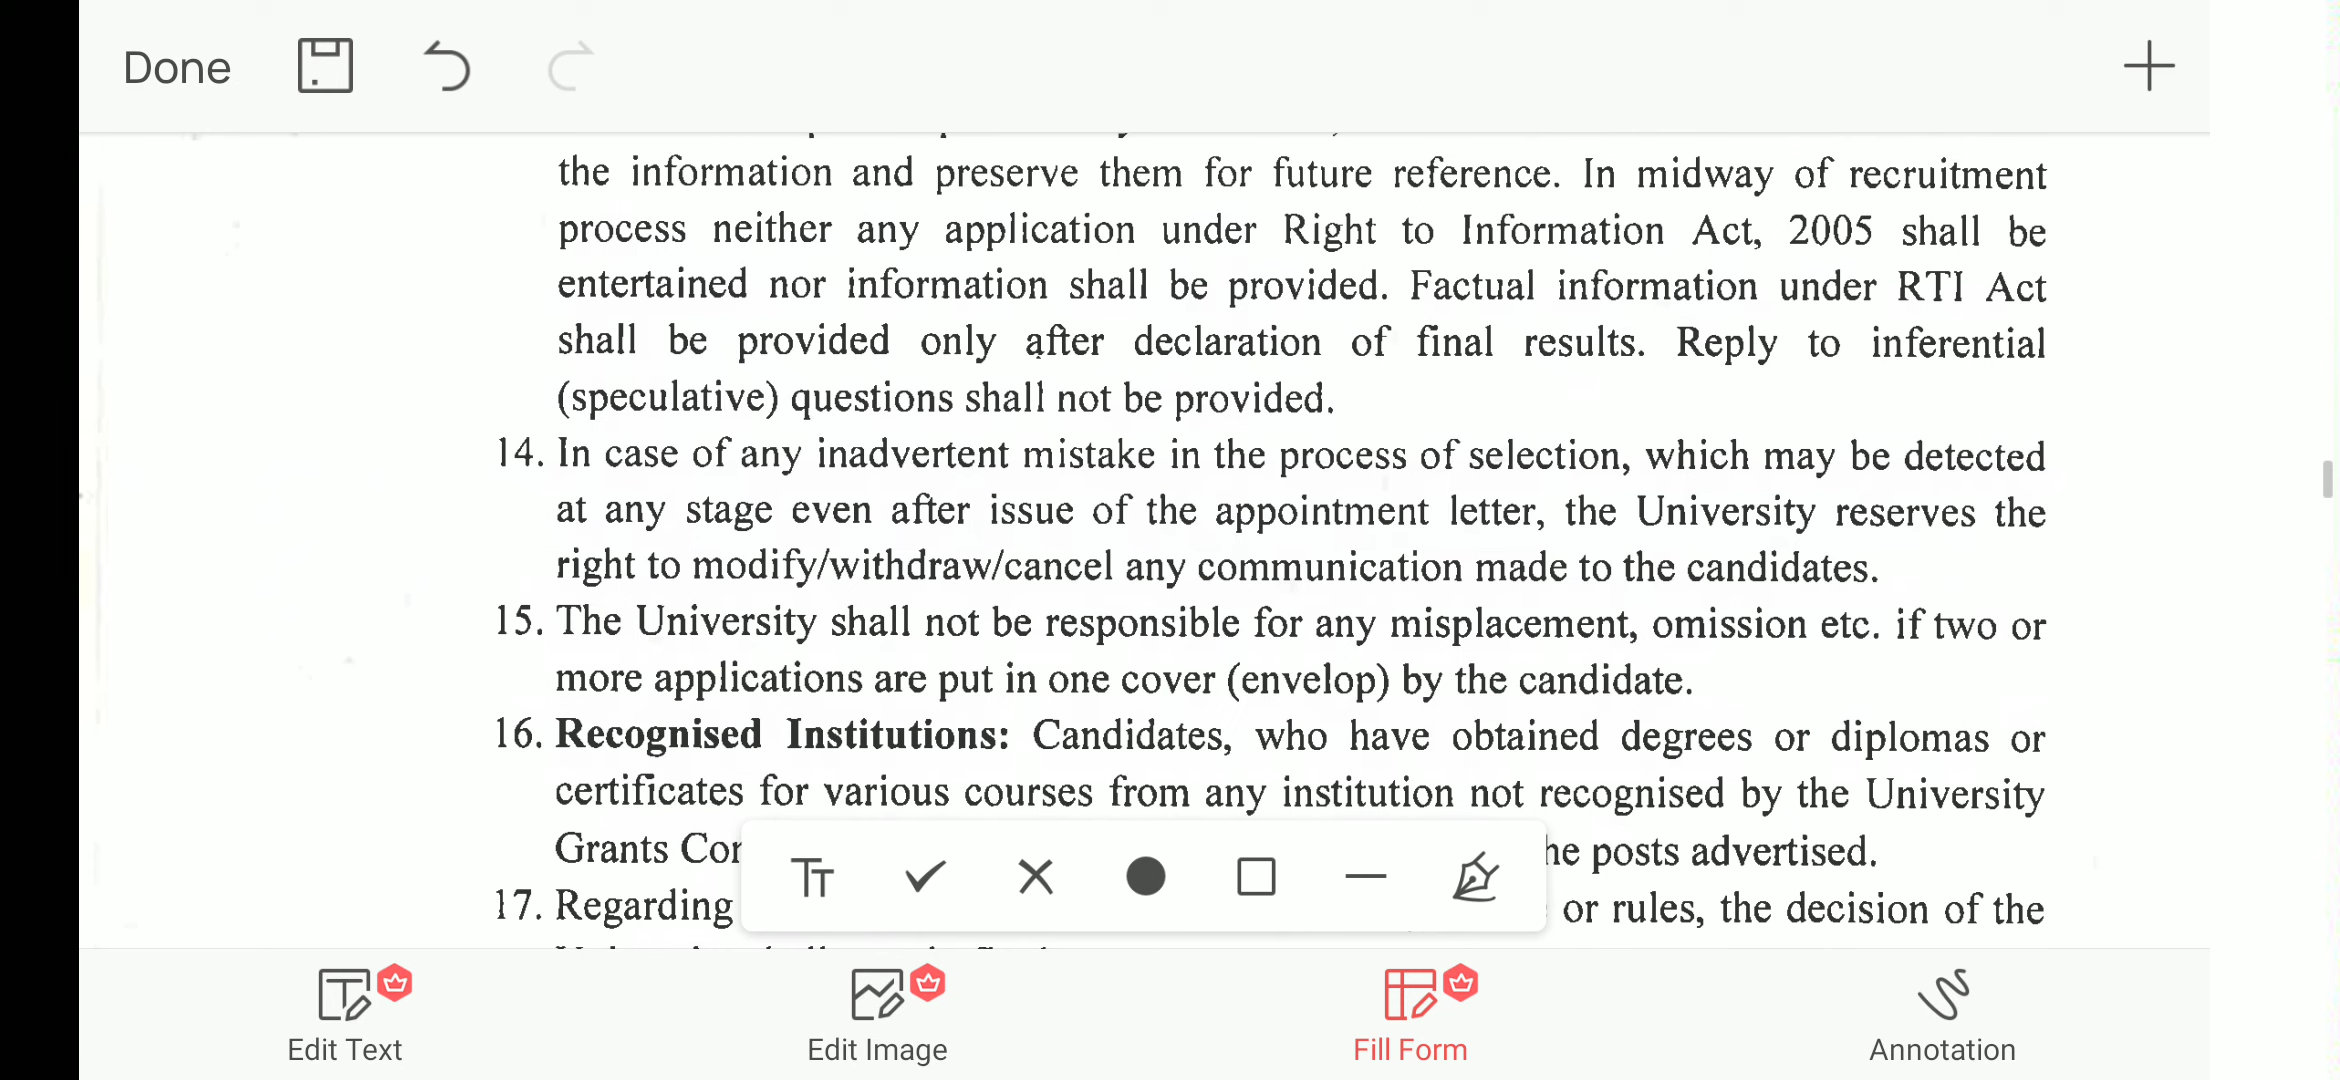 Done
the information and preserve them for future reference. In midway of recruitment
process neither any application under Right to Information Act, 2005 shall be
entertained nor information shall be provided. Factual information under RTI Act
shall be provided only after declaration of final results. Reply to inferential
(speculative) questions shall not be provided.
14. In case of any inadvertent mistake in the process of selection, which may be detected
at any stage even after issue of the appointment letter, the University reserves the
right to modify/withdraw/cancel any communication made to the candidates.
15. The University shall not be responsible for any misplacement, omission etc. if two or
more applications are put in one cover (envelop) by the candidate.
16. Recognised Institutions: Candidates, who have obtained degrees or diplomas or
certificates for various courses from any institution not recognised by the University
Grants posts advertised.
17. Regarding or rules, the decision of the
Edit Text Edit Image Fill Form Annotation